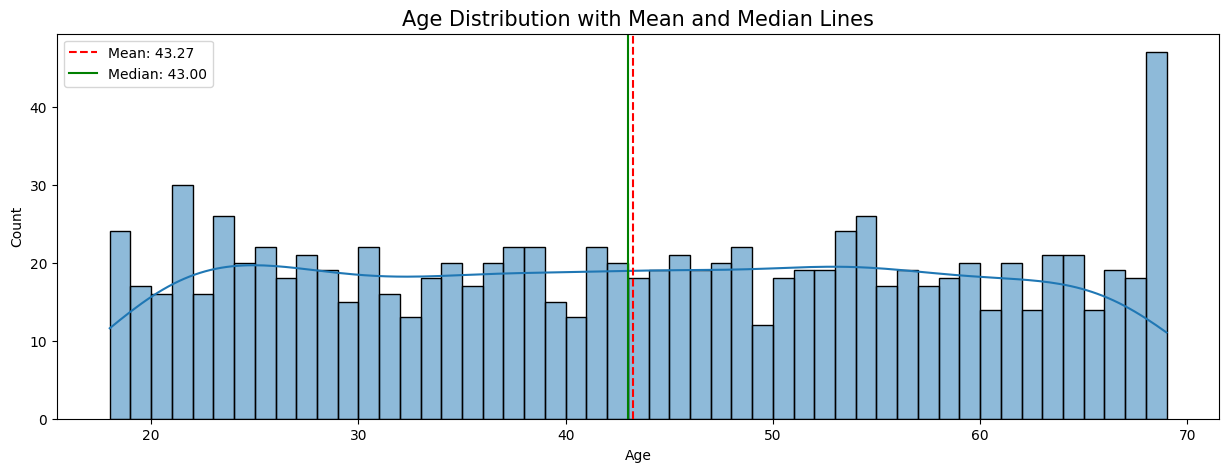 Age Distribution with Mean and Median Lines
Mean: 43.27
Median: 43.00
Count
40
30
20
10
0
20 30 40 50 60 70
Age